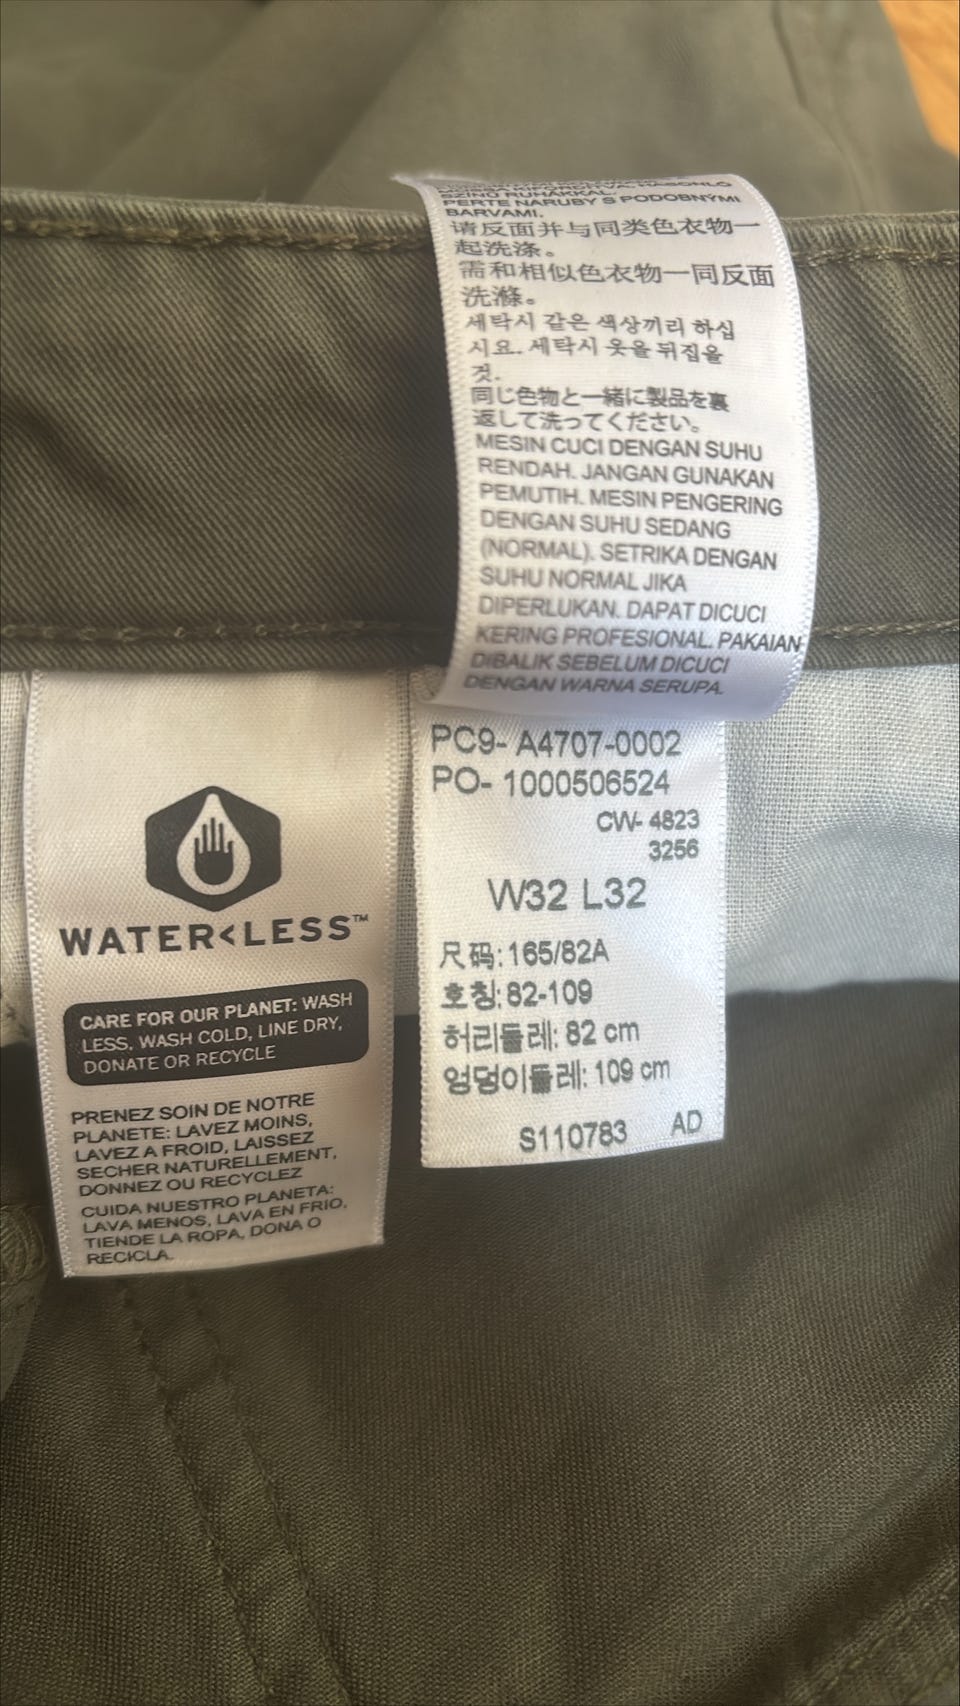 SZÍNŰ RUHÁKKAL.
PERTE NARUBY S PODOBNÝMI
BARVAMI.
请反面并与同类色衣物一
起洗涤。
需和相似色衣物一同反面
洗滌。
세탁시 같은 색상끼리 하십
시요. 세탁시 옷을 뒤집을
것.
同じ色物と一緒に製品を裏
返して洗ってください。
MESIN CUCI DENGAN SUHU
RENDAH. JANGAN GUNAKAN
PEMUTIH. MESIN PENGERING
DENGAN SUHU SEDANG
(NORMAL). SETRIKA DENGAN
SUHU NORMAL JIKA
DIPERLUKAN. DAPAT DICUCI
KERING PROFESIONAL. PAKAIAN
DIBALIK SEBELUM DICUCI
DENGAN WARNA SERUPA.
WATER<LESS™
CARE FOR OUR PLANET: WASH
LESS, WASH COLD, LINE DRY,
DONATE OR RECYCLE
PRENEZ SOIN DE NOTRE
PLANETE: LAVEZ MOINS,
LAVEZ A FROID, LAISSEZ
SECHER NATURELLEMENT,
DONNEZ OU RECYCLEZ
CUIDA NUESTRO PLANETA:
LAVA MENOS, LAVA EN FRIO,
TIENDE LA ROPA, DONA O
RECICLA.
PC9- A4707-0002
PO- 1000506524
CW- 4823
3256
W32 L32
尺码: 165/82A
호칭: 82-109
허리둘레: 82 cm
엉덩이둘레: 109 cm
S110783 AD